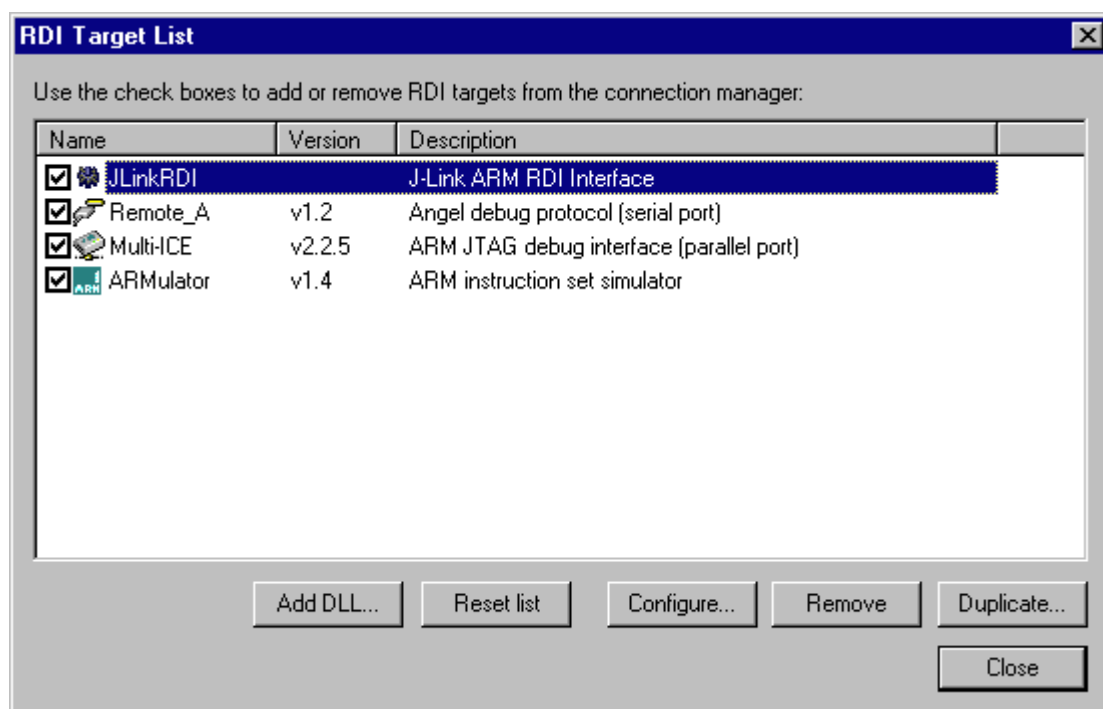 RDI Target List
Use the check boxes to add or remove RDI targets from the connection manager:
Name Version Description
JLinkRDI J-Link ARM RDI Interface
Remote_A v1.2 Angel debug protocol (serial port)
Multi-ICE v2.2.5 ARM JTAG debug interface (parallel port)
ARMulator v1.4 ARM instruction set simulator
Add DLL... Reset list Configure... Remove Duplicate...
Close